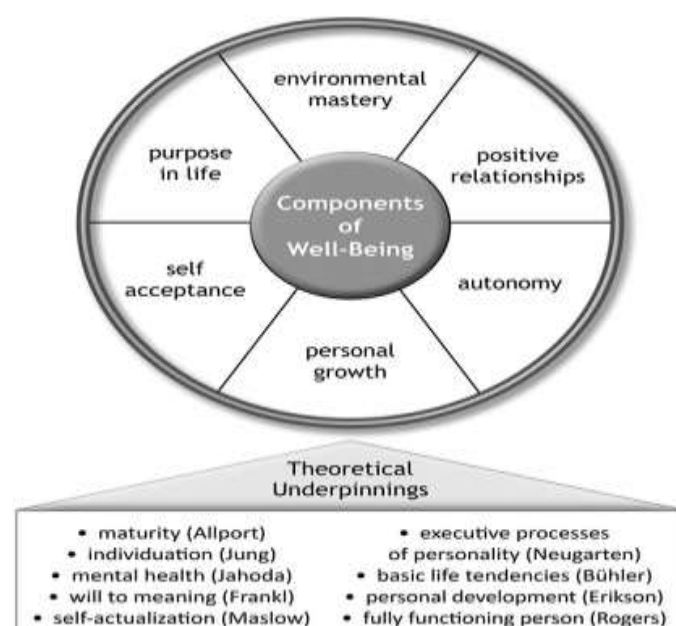 environmental
mastery
positive
relationships
autonomy
personal
growth
self
acceptance
purpose
in life
Components
of
Well-Being
Theoretical
Underpinnings
• maturity (Allport)
• individuation (Jung)
• mental health (Jahoda)
• will to meaning (Frankl)
• self-actualization (Maslow)
• executive processes
of personality (Neugarten)
• basic life tendencies (Bühler)
• personal development (Erikson)
• fully functioning person (Rogers)